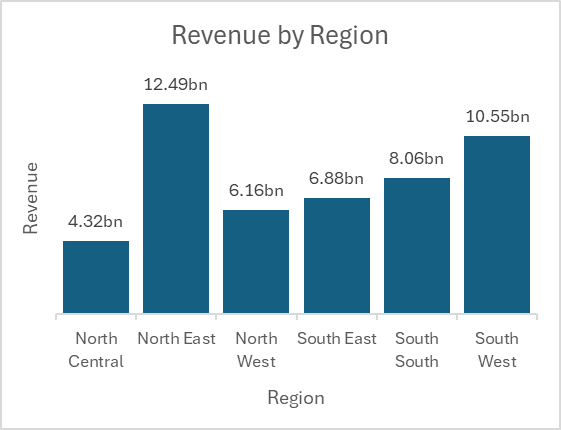 Revenue by Region
12.49bn
10.55bn
8.06bn
6.88bn
6.16bn
4.32bn
Revenue
North Central
North East
North West
South East
South South
South West
Region